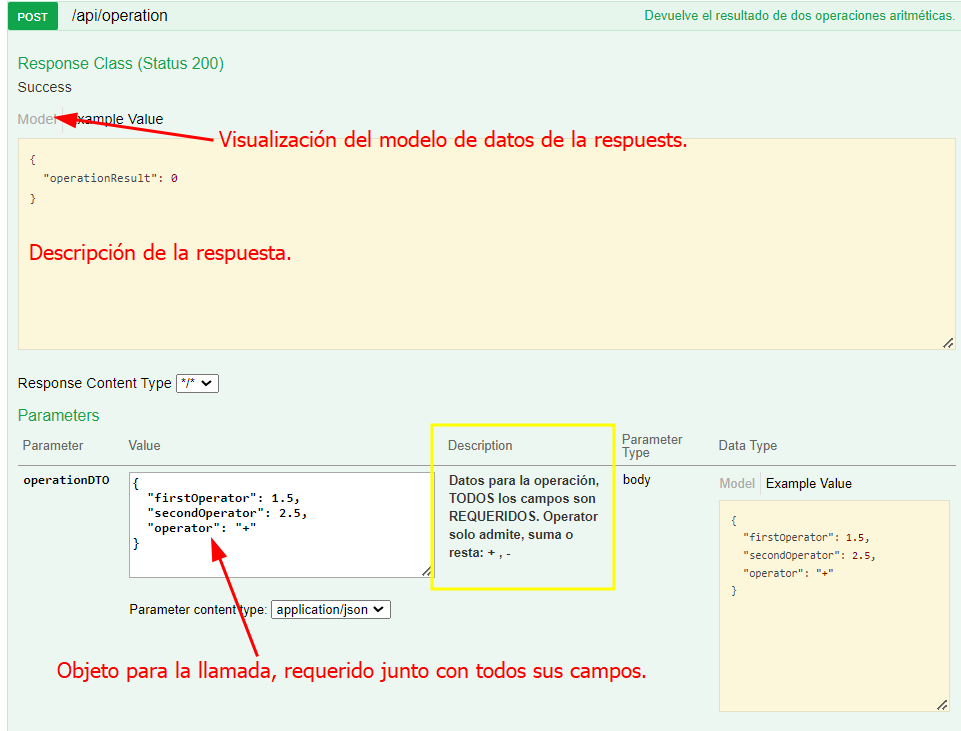 POST /api/operation Devuelve el resultado de dos operaciones aritméticas.
Response Class (Status 200)
Success
Model Example Value
Visualización del modelo de datos de la respuests.
{
"operationResult": 0
}
Descripción de la respuesta.
Response Content Type */*
Parameters
Parameter Value Description Parameter Type Data Type
operationDTO
{
"firstOperator": 1.5,
"secondOperator": 2.5,
"operator": "+"
}
Parameter content type: application/json
Datos para la operación,
TODOS los campos son
REQUERIDOS. Operator
solo admite, suma o
resta: + , -
body
Model Example Value
{
"firstOperator": 1.5,
"secondOperator": 2.5,
"operator": "+"
}
Objeto para la llamada, requerido junto con todos sus campos.